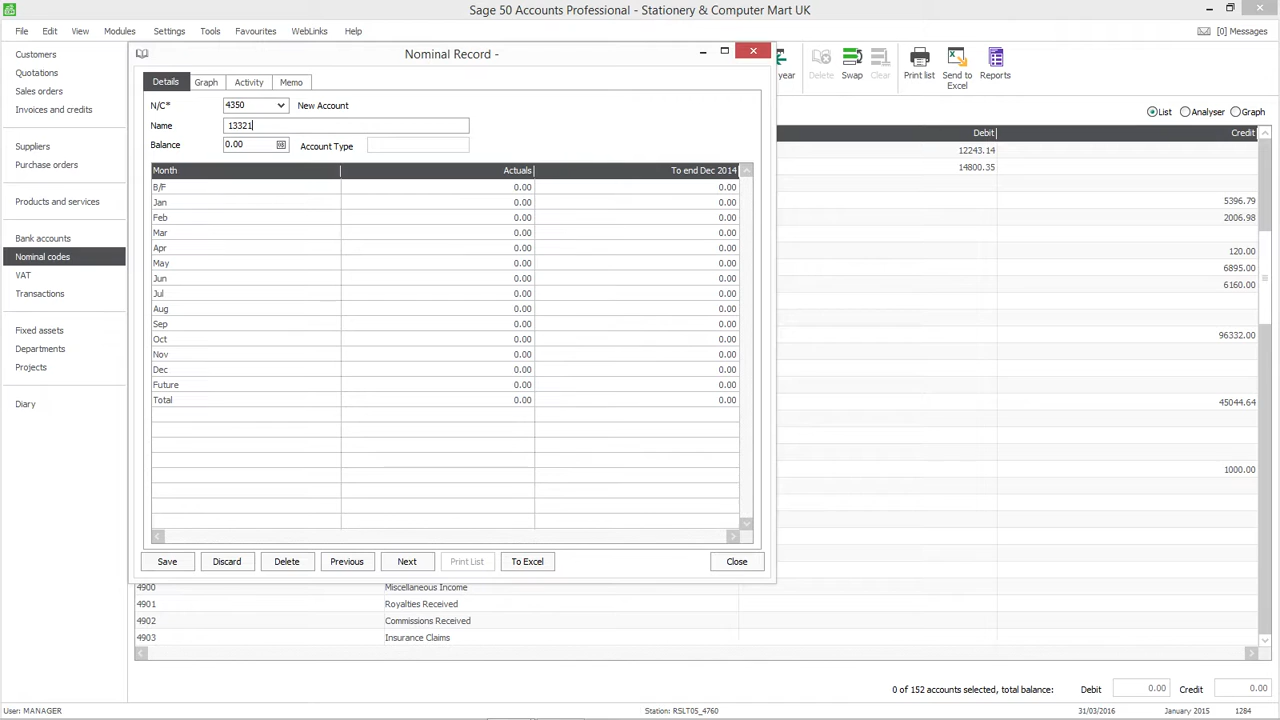 Sage 50 Accounts Professional - Stationery & Computer Mart UK
File Edit View Modules Settings Tools Favourites WebLinks Help
[0] Messages
Customers
Quotations
Sales orders
Invoices and credits
Suppliers
Purchase orders
Products and services
Bank accounts
Nominal codes
VAT
Transactions
Fixed assets
Departments
Projects
Diary
Nominal Record -
Details Graph Activity Memo
N/C* 4350 New Account
Name 13321
Balance 0.00 Account Type
Month Actuals To end Dec 2014
B/F 0.00 0.00
Jan 0.00 0.00
Feb 0.00 0.00
Mar 0.00 0.00
Apr 0.00 0.00
May 0.00 0.00
Jun 0.00 0.00
Jul 0.00 0.00
Aug 0.00 0.00
Sep 0.00 0.00
Oct 0.00 0.00
Nov 0.00 0.00
Dec 0.00 0.00
Future 0.00 0.00
Total 0.00 0.00
Save Discard Delete Previous Next Print List To Excel Close
year Delete Swap Clear Print list Send to Excel Reports
List Analyser Graph
Debit Credit
12243.14
14800.35
5396.79
2006.98
120.00
6895.00
6160.00
96332.00
45044.64
1000.00
4900 Miscellaneous Income
4901 Royalties Received
4902 Commissions Received
4903 Insurance Claims
0 of 152 accounts selected, total balance: Debit 0.00 Credit 0.00
User: MANAGER Station: RSLT05_4760 31/03/2016 January 2015 1284